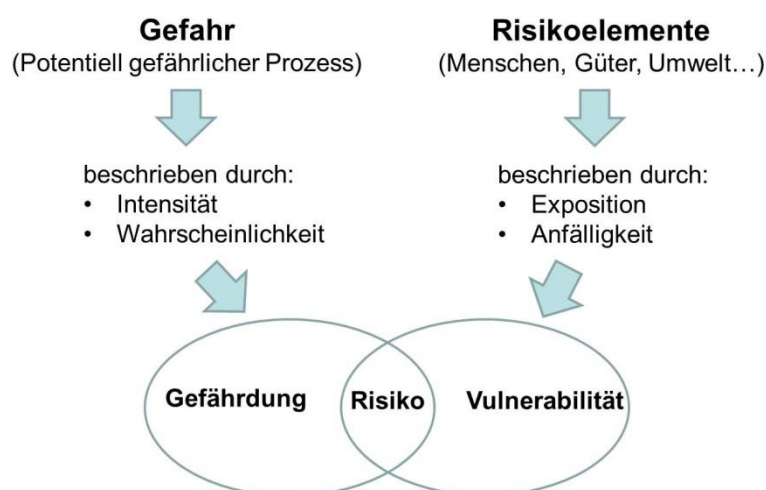 Gefahr
(Potentiell gefährlicher Prozess)
beschrieben durch:
• Intensität
• Wahrscheinlichkeit
Risikoelemente
(Menschen, Güter, Umwelt…)
beschrieben durch:
• Exposition
• Anfälligkeit
Gefährdung
Risiko
Vulnerabilität